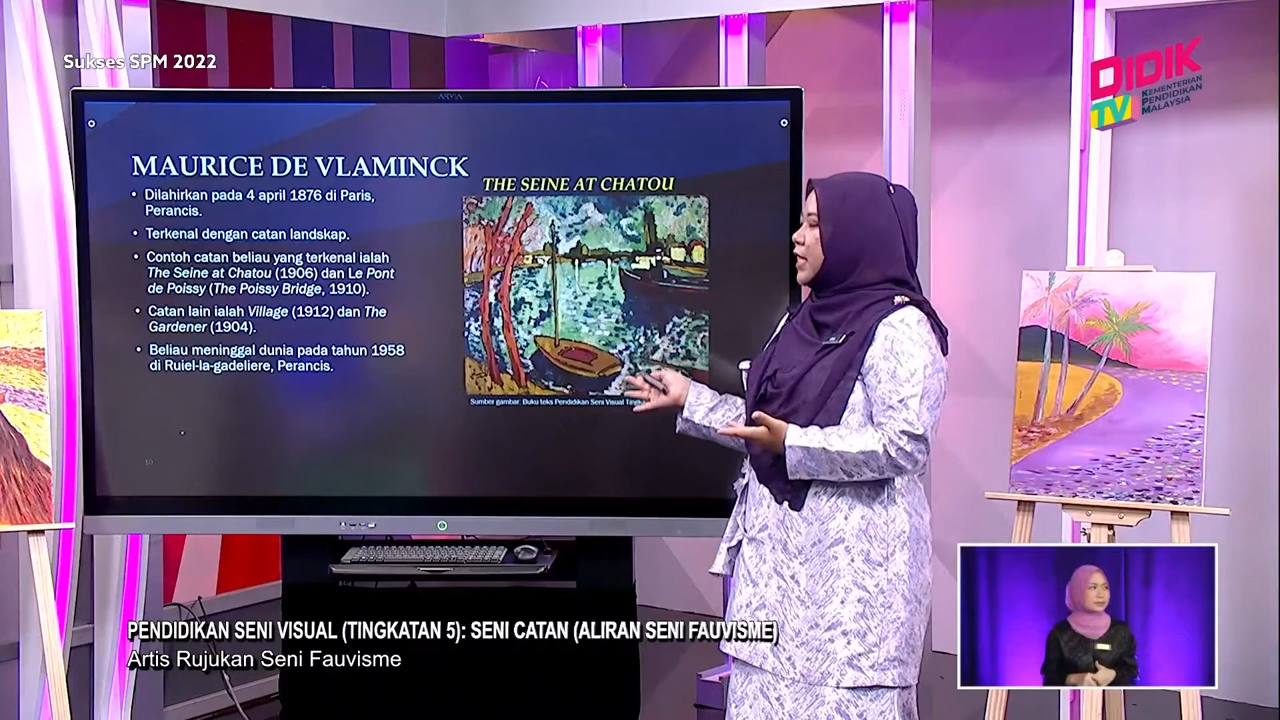 Sukses SPM 2022
DIDIK
TV
KEMENTERIAN
PENDIDIKAN
MALAYSIA
MAURICE DE VLAMINCK
• Dilahirkan pada 4 april 1876 di Paris,
Perancis.
• Terkenal dengan catan landskap.
• Contoh catan beliau yang terkenal ialah
The Seine at Chatou (1906) dan Le Pont
de Poissy (The Poissy Bridge, 1910).
• Catan lain ialah Village (1912) dan The
Gardener (1904).
• Beliau meninggal dunia pada tahun 1958
di Ruiel-la-gadeliere, Perancis.
10
THE SEINE AT CHATOU
Sumber gambar: Buku teks Pendidikan Seni Visual
PENDIDIKAN SENI VISUAL (TINGKATAN 5): SENI CATAN (ALIRAN SENI FAUVISME)
Artis Rujukan Seni Fauvisme